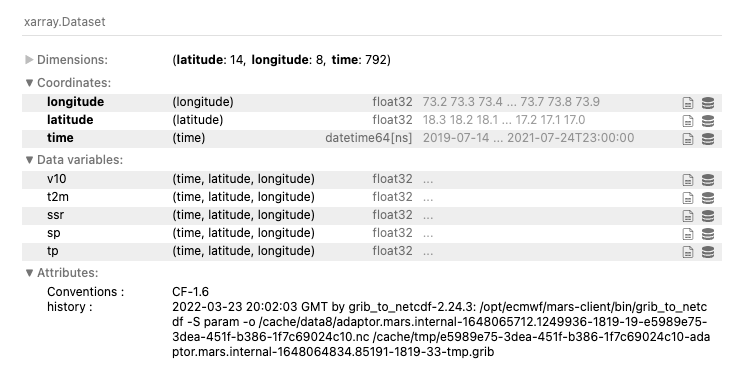 xarray.Dataset
▶ Dimensions: (latitude: 14, longitude: 8, time: 792)
▼ Coordinates:
longitude (longitude) float32 73.2 73.3 73.4 ... 73.7 73.8 73.9
latitude (latitude) float32 18.3 18.2 18.1 ... 17.2 17.1 17.0
time (time) datetime64[ns] 2019-07-14 ... 2021-07-24T23:00:00
▼ Data variables:
v10 (time, latitude, longitude) float32 ...
t2m (time, latitude, longitude) float32 ...
ssr (time, latitude, longitude) float32 ...
sp (time, latitude, longitude) float32 ...
tp (time, latitude, longitude) float32 ...
▼ Attributes:
Conventions : CF-1.6
history : 2022-03-23 20:02:03 GMT by grib_to_netcdf-2.24.3: /opt/ecmwf/mars-client/bin/grib_to_netc
df -S param -o /cache/data8/adaptor.mars.internal-1648065712.1249936-1819-19-e5989e75-
3dea-451f-b386-1f7c69024c10.nc /cache/tmp/e5989e75-3dea-451f-b386-1f7c69024c10-ada
ptor.mars.internal-1648064834.85191-1819-33-tmp.grib